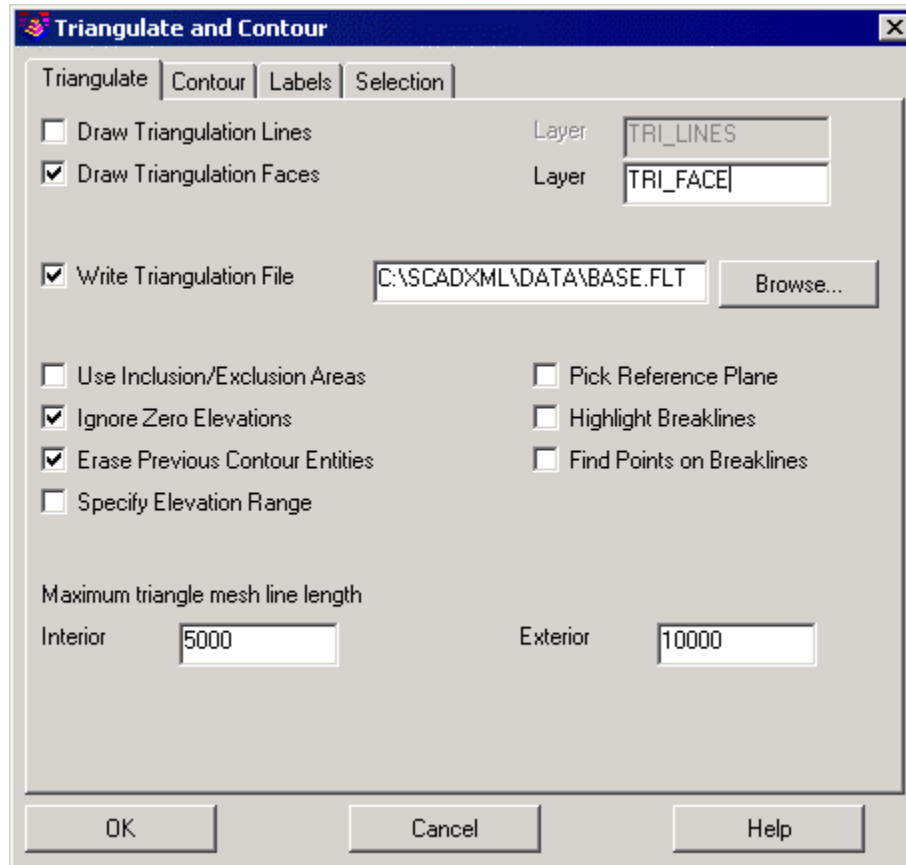 Triangulate and Contour
Triangulate Contour Labels Selection
Draw Triangulation Lines Layer TRI_LINES
Draw Triangulation Faces Layer TRI_FACE
Write Triangulation File C:\SCADXML\DATA\BASE.FLT Browse...
Use Inclusion/Exclusion Areas Pick Reference Plane
Ignore Zero Elevations Highlight Breaklines
Erase Previous Contour Entities Find Points on Breaklines
Specify Elevation Range
Maximum triangle mesh line length
Interior 5000 Exterior 10000
OK Cancel Help